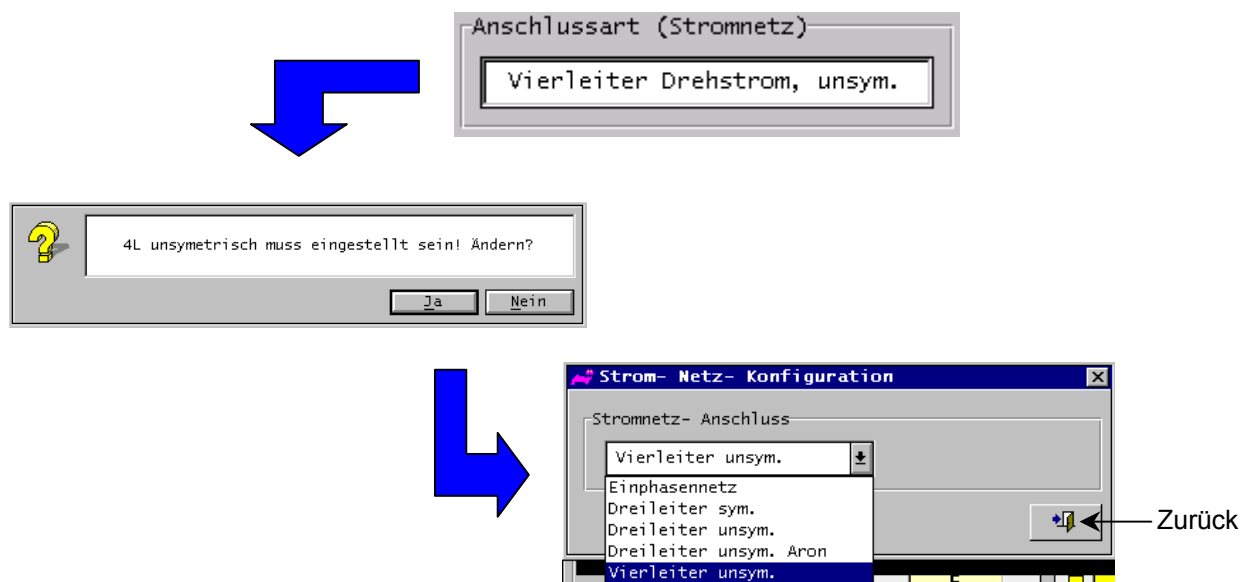 Anschlussart (Stromnetz)
Vierleiter Drehstrom, unsym.
4L unsymetrisch muss eingestellt sein! Ändern?
Ja
Nein
Strom- Netz- Konfiguration
Stromnetz- Anschluss
Vierleiter unsym.
Einphasennetz
Dreileiter sym.
Dreileiter unsym.
Dreileiter unsym. Aron
Vierleiter unsym.
Zurück